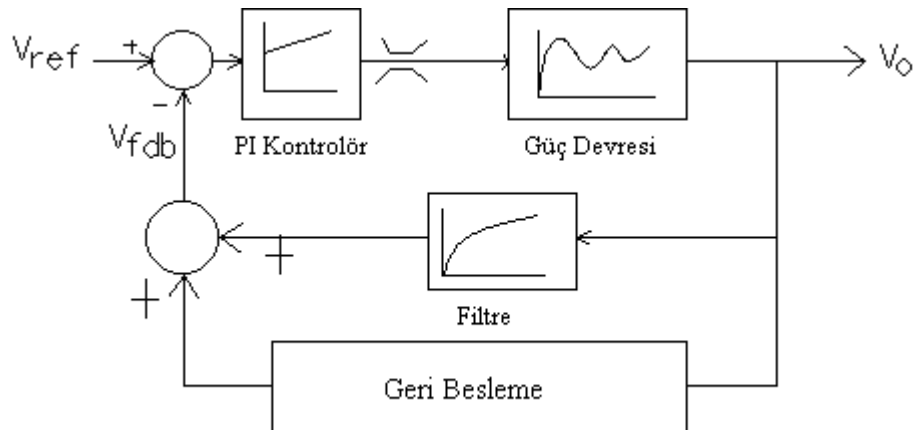 Vref
+
-
Vo
PI Kontrolör
Güç Devresi
Vfdb
+
+
Filtre
Geri Besleme